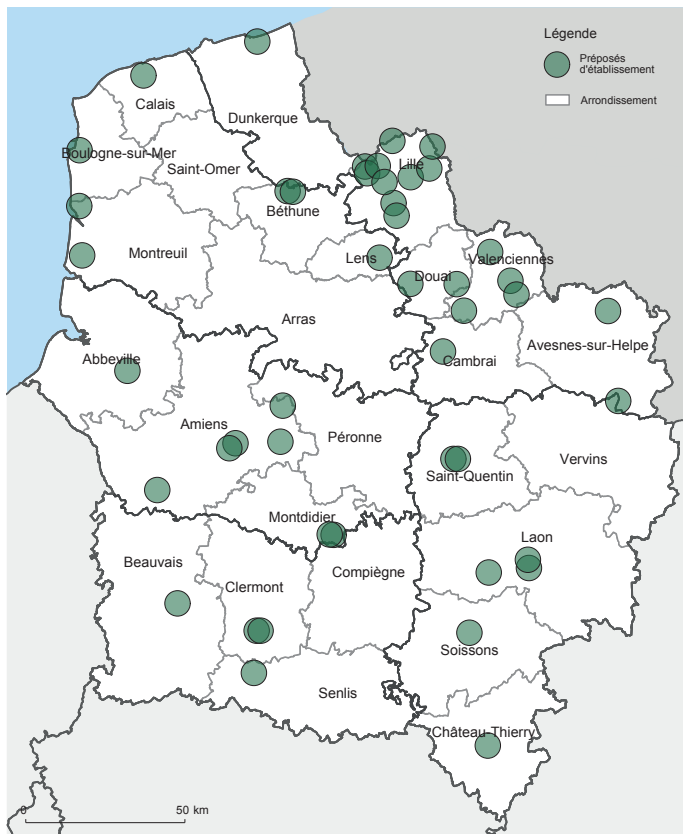 Légende
Préposés
d'établissement
Arrondissement
Calais
Dunkerque
Boulogne-sur-Mer
Saint-Omer
Lille
Béthune
Montreuil
Lens
Douai
Valenciennes
Arras
Abbeville
Cambrai
Avesnes-sur-Helpe
Amiens
Péronne
Saint-Quentin
Vervins
Montdidier
Laon
Beauvais
Clermont
Compiègne
Soissons
Senlis
Château-Thierry
0 50 km